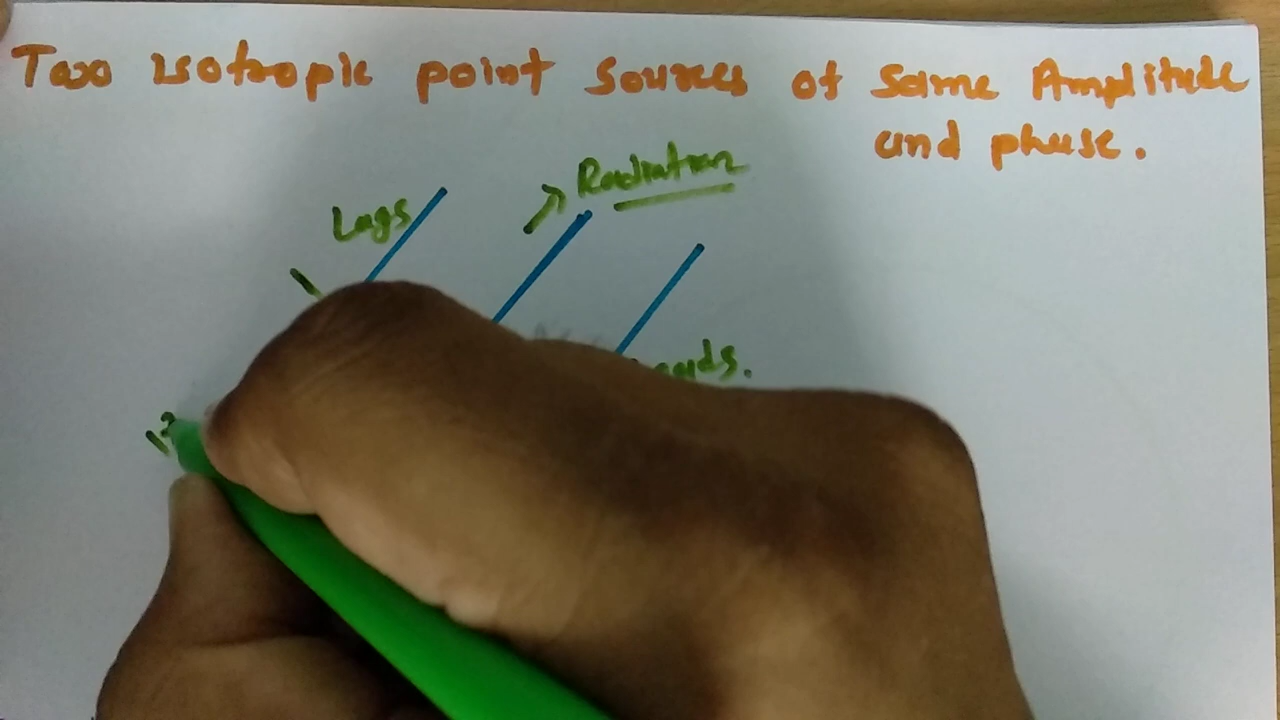 Two isotropic point sources of same Amplitude
and phase.
Radiation
Lags